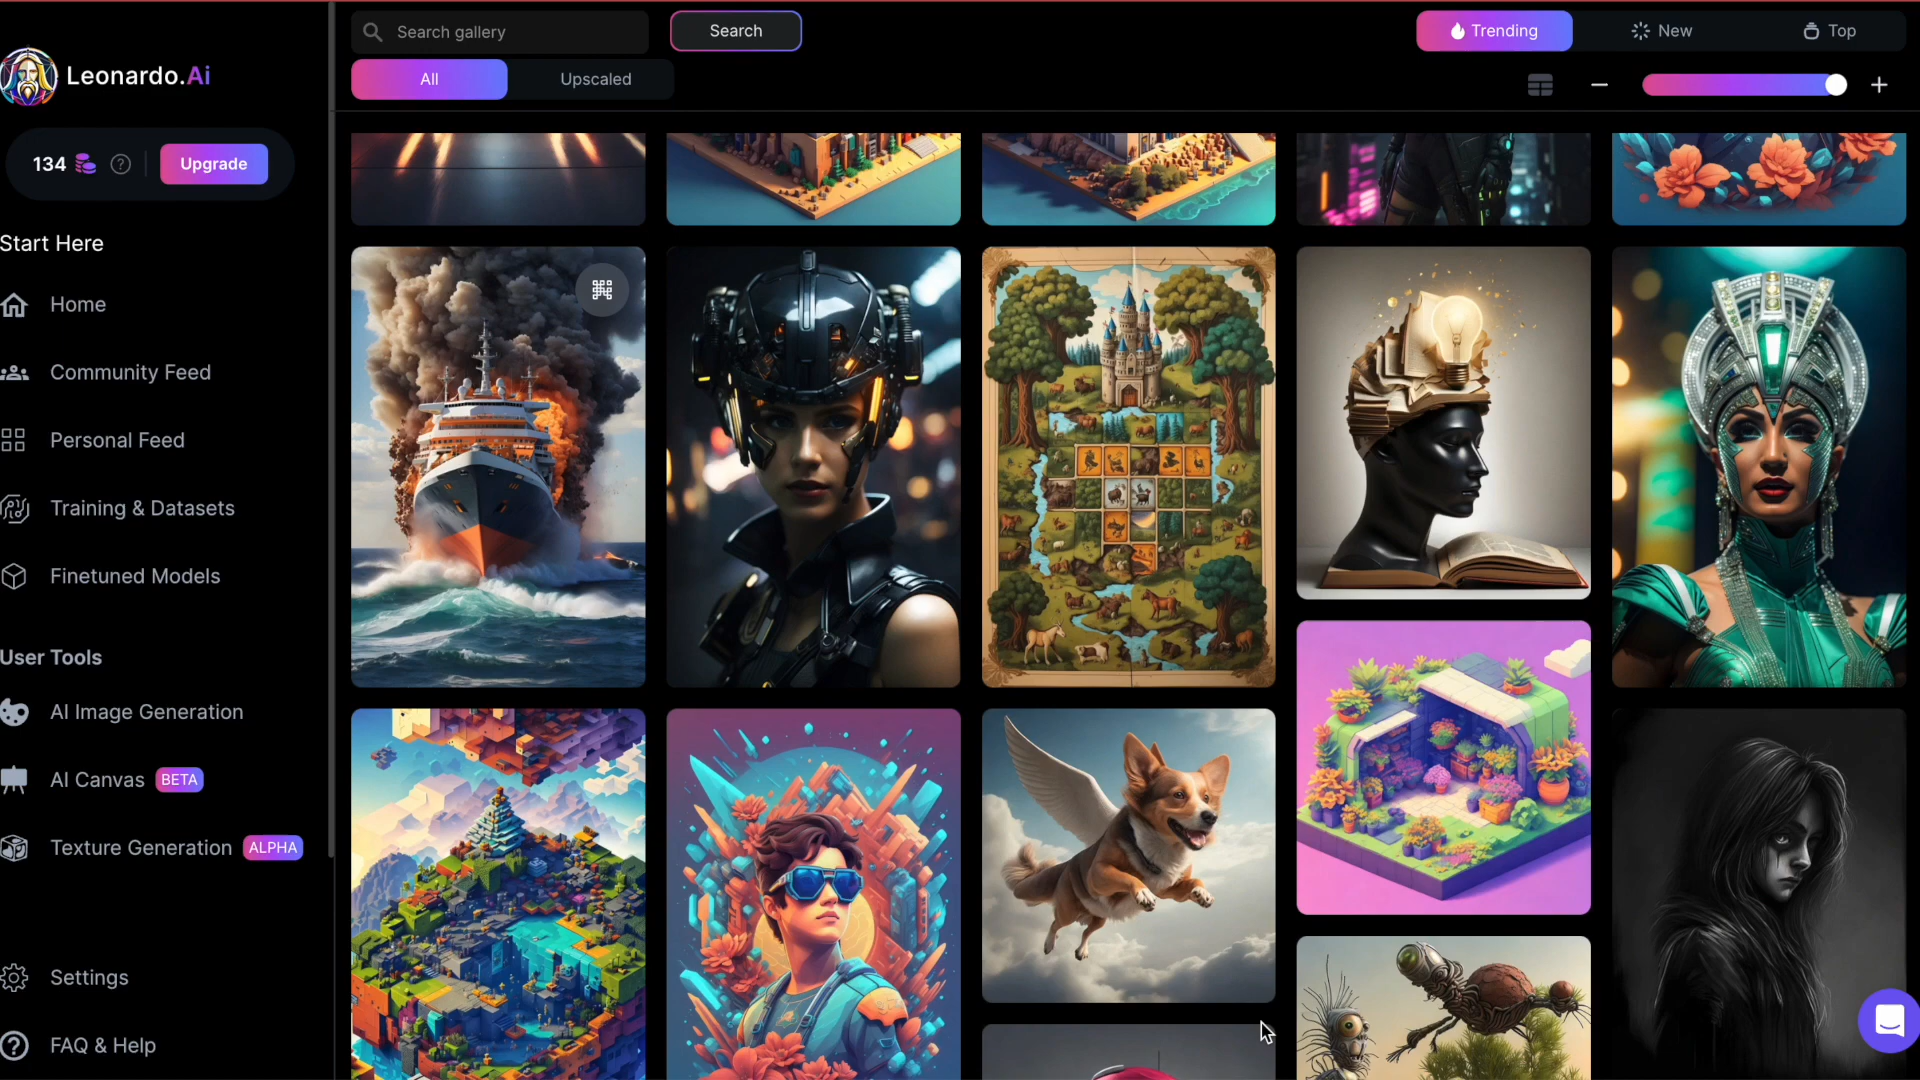 Leonardo.Ai
134
Upgrade
Start Here
Home
Community Feed
Personal Feed
Training & Datasets
Finetuned Models
User Tools
AI Image Generation
AI Canvas BETA
Texture Generation ALPHA
Settings
FAQ & Help
Search gallery
Search
Trending
New
Top
All
Upscaled